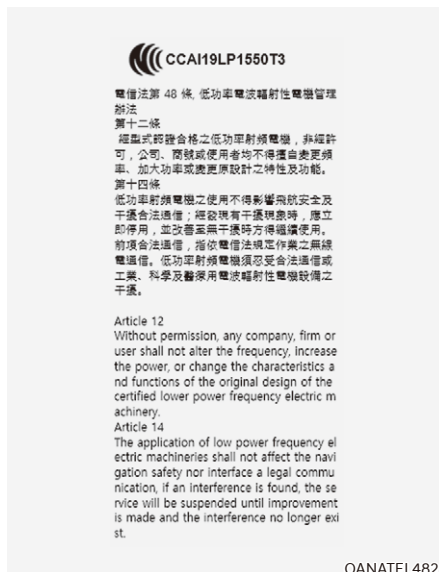 CCAI19LP1550T3
電信法第 48 條, 低功率電波輻射性電機管理
辦法
第十二條
經型式認證合格之低功率射頻電機，非經許
可，公司、商號或使用者均不得擅自變更頻
率、加大功率或變更原設計之特性及功能。
第十四條
低功率射頻電機之使用不得影響飛航安全及
干擾合法通信；經發現有干擾現象時，應立
即停用，並改善至無干擾時方得繼續使用。
前項合法通信，指依電信法規定作業之無線
電通信。低功率射頻電機須忍受合法通信或
工業、科學及醫療用電波輻射性電機設備之
干擾。
Article 12
Without permission, any company, firm or
user shall not alter the frequency, increase
the power, or change the characteristics a
nd functions of the original design of the
certified lower power frequency electric m
achinery.
Article 14
The application of low power frequency el
ectric machineries shall not affect the navi
gation safety nor interface a legal commu
nication, if an interference is found, the se
rvice will be suspended until improvement
is made and the interference no longer exi
st.
OANATEL482